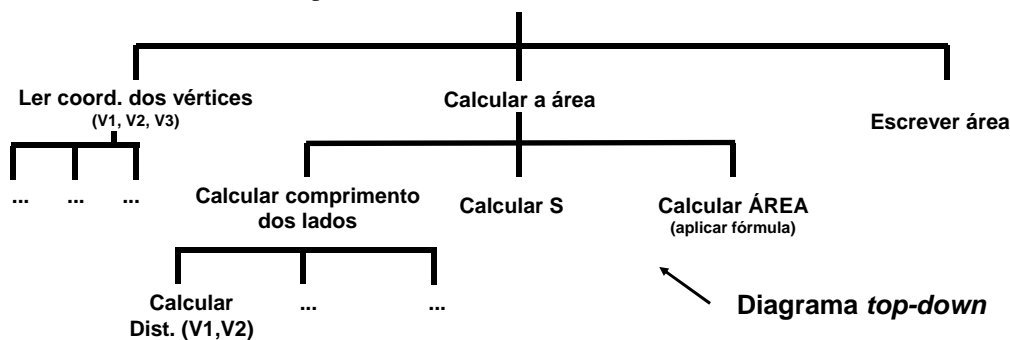 Ler coord. dos vértices
(V1, V2, V3)
Calcular a área
Escrever área
... ... ...
Calcular comprimento
dos lados
Calcular S
Calcular ÁREA
(aplicar fórmula)
Calcular
Dist. (V1,V2)
... ...
Diagrama top-down